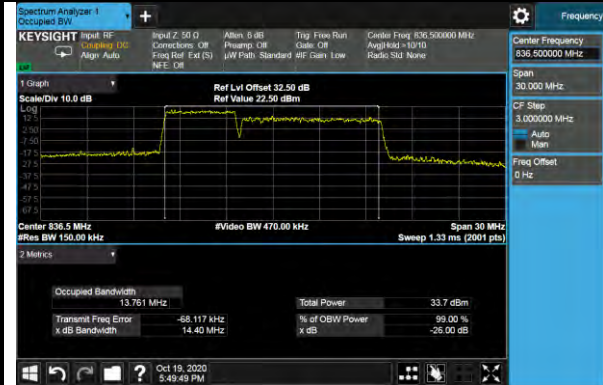 Spectrum Analyzer 1
Occupied BW
+
Frequency
KEYSIGHT Input: RF Input Z: 50 Ω Atten: 6 dB Trig: Free Run Center Freq: 836.500000 MHz
Coupling: DC Corrections: Off Preamp: Off Gate: Off Avg|Hold:>10/10
Align: Auto Freq Ref: Ext (S) µW Path: Standard #IF Gain: Low Radio Std: None
NFE: Off
Center Frequency
836.500000 MHz
Span
30.000 MHz
CF Step
3.000000 MHz
Auto
Man
Freq Offset
0 Hz
1 Graph
Ref Lvl Offset 32.50 dB
Scale/Div 10.0 dB Ref Value 22.50 dBm
Log
12.5
2.50
-7.50
-17.5
-27.5
-37.5
-47.5
-57.5
-67.5
Center 836.5 MHz #Video BW 470.00 kHz Span 30 MHz
#Res BW 150.00 kHz Sweep 1.33 ms (2001 pts)
2 Metrics
Occupied Bandwidth
13.761 MHz Total Power 33.7 dBm
Transmit Freq Error -68.117 kHz % of OBW Power 99.00 %
x dB Bandwidth 14.40 MHz x dB -26.00 dB
?
Oct 19, 2020
5:49:49 PM